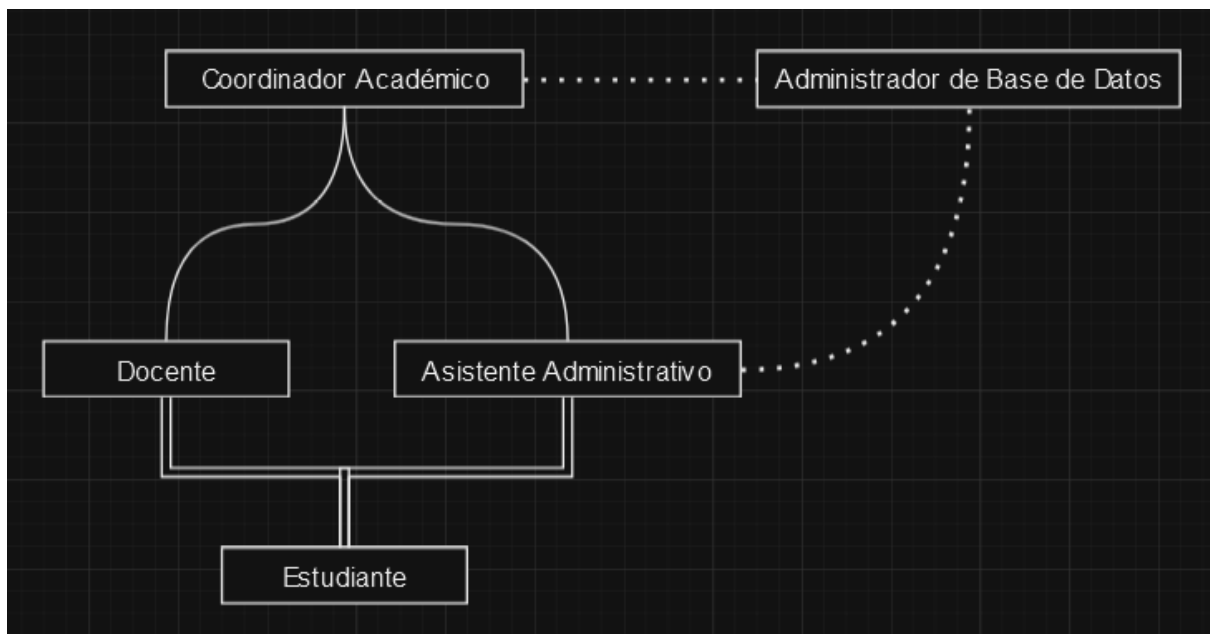 Coordinador Académico
Administrador de Base de Datos
Docente
Asistente Administrativo
Estudiante